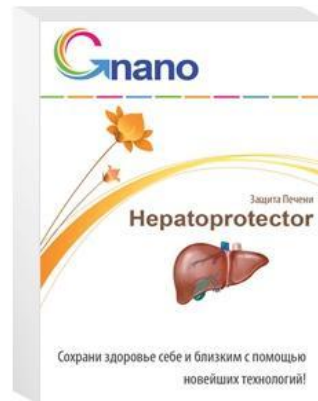 Gnano
Защита Печени
Hepatoprotector
Сохрани здоровье себе и близким с помощью
новейших технологий!